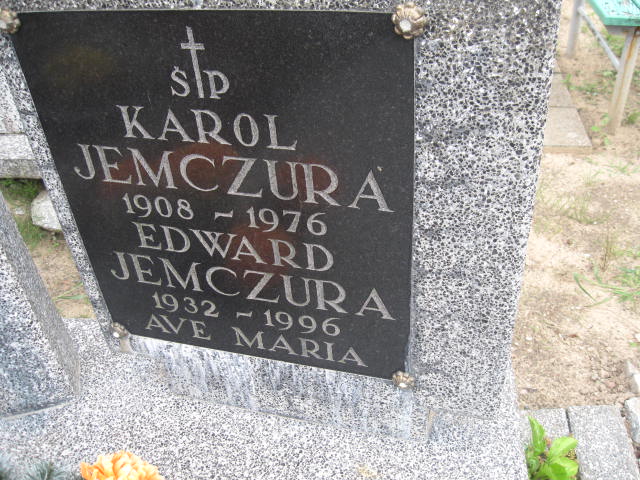 ŚP
KAROL
JEMCZURA
1908 ~ 1976
EDWARD
JEMCZURA
1932 - 1996
AVE MARIA